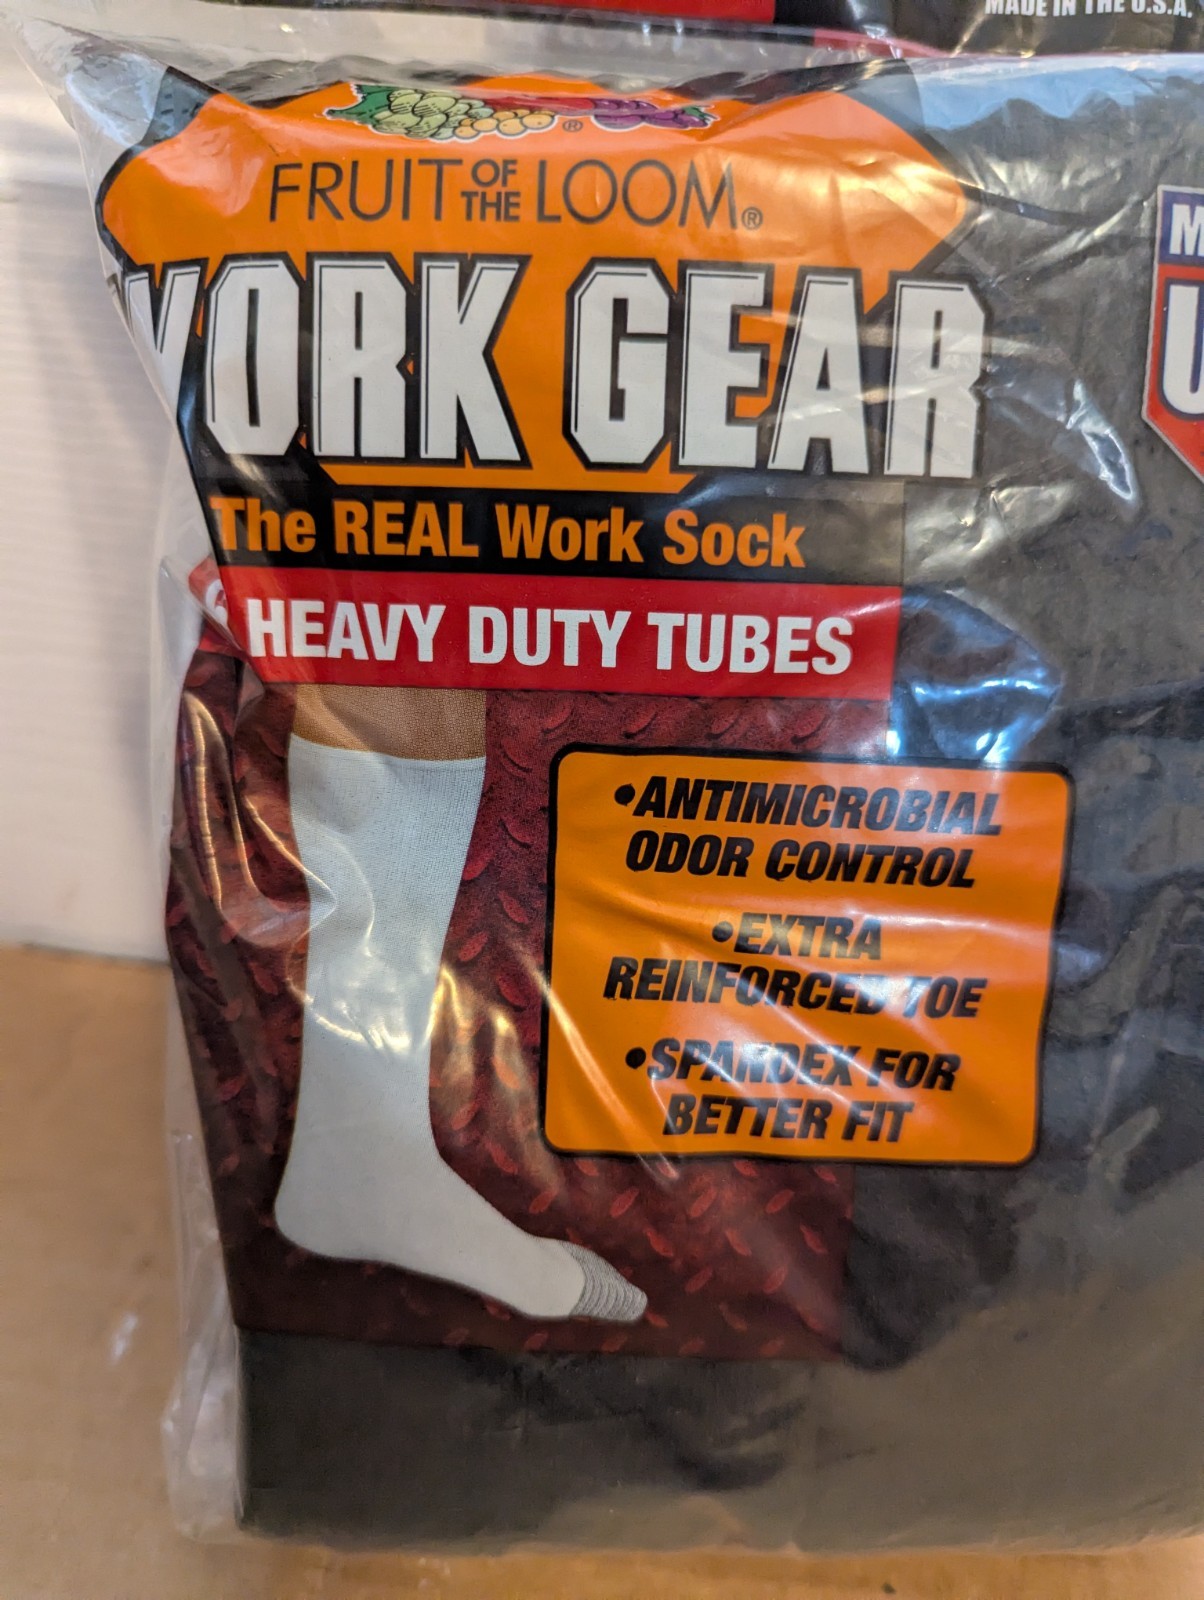 MADE IN THE U.S.A.
®
FRUIT OF THE LOOM®
WORK GEAR
The REAL Work Sock
HEAVY DUTY TUBES
•ANTIMICROBIAL
ODOR CONTROL
•EXTRA
REINFORCED TOE
•SPANDEX FOR
BETTER FIT